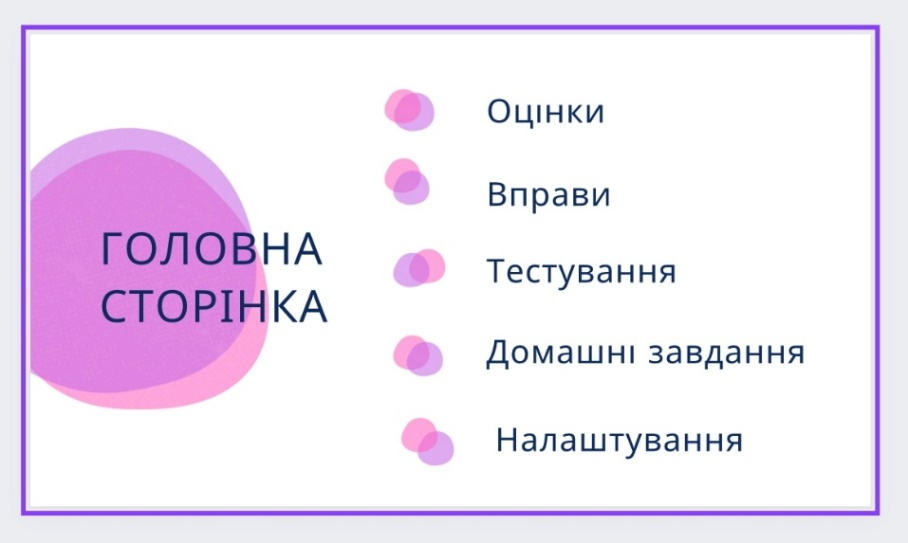 ГОЛОВНА
СТОРІНКА
Оцінки
Вправи
Тестування
Домашні завдання
Налаштування